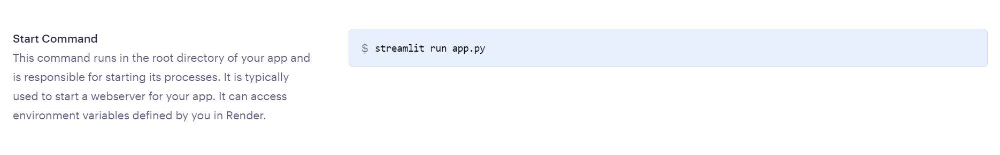 Start Command
This command runs in the root directory of your app and
is responsible for starting its processes. It is typically
used to start a webserver for your app. It can access
environment variables defined by you in Render.
$ streamlit run app.py